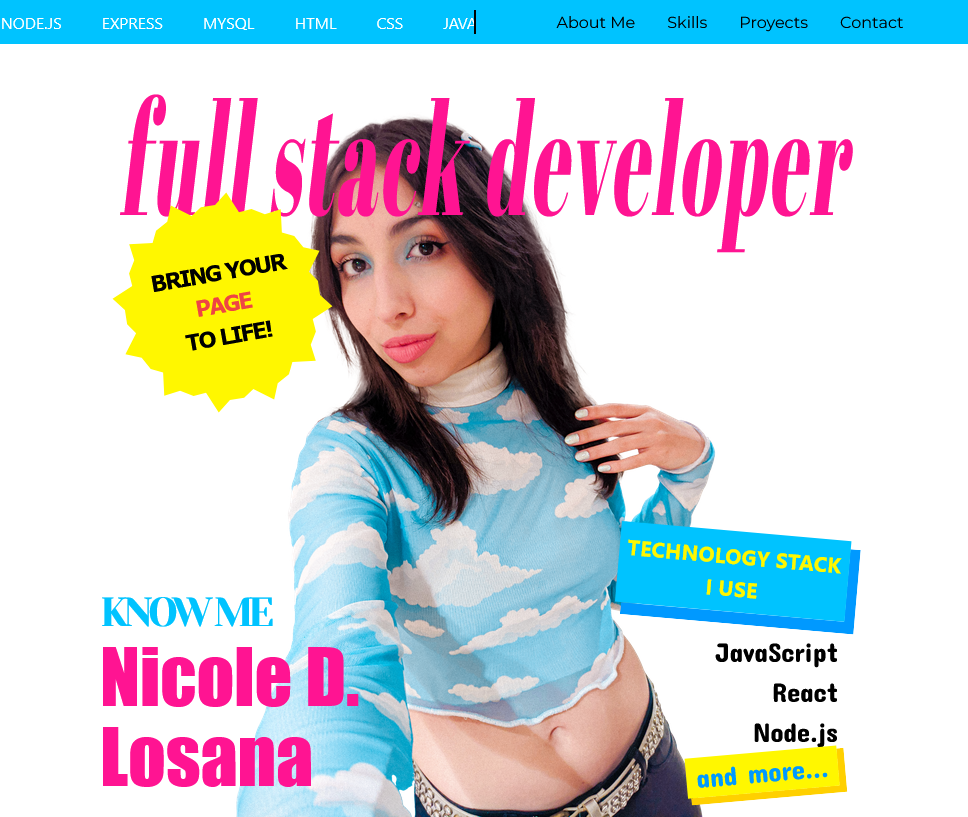 NODE.JS EXPRESS MYSQL HTML CSS JAVA
About Me Skills Proyects Contact
full stack developer
BRING YOUR
PAGE
TO LIFE!
TECHNOLOGY STACK
I USE
KNOW ME
Nicole D.
Losana
JavaScript
React
Node.js
and more...